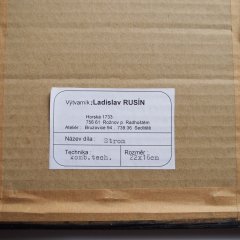 Výtvarník: Ladislav RUSÍN
Horská 1733
756 61 Rožnov p. Radhoštěm
Ateliér: Bruzovice 94 739 36 Sedliště
Název díla: Strom
Technika: komb.tech.
Rozměr: 22x16cm